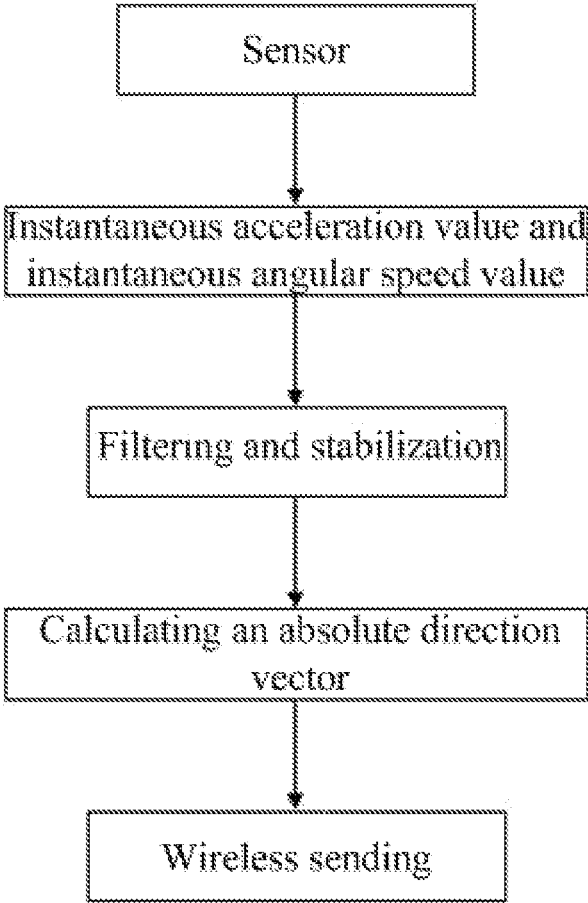 Sensor
Instantaneous acceleration value and
instantaneous angular speed value
Filtering and stabilization
Calculating an absolute direction
vector
Wireless sending